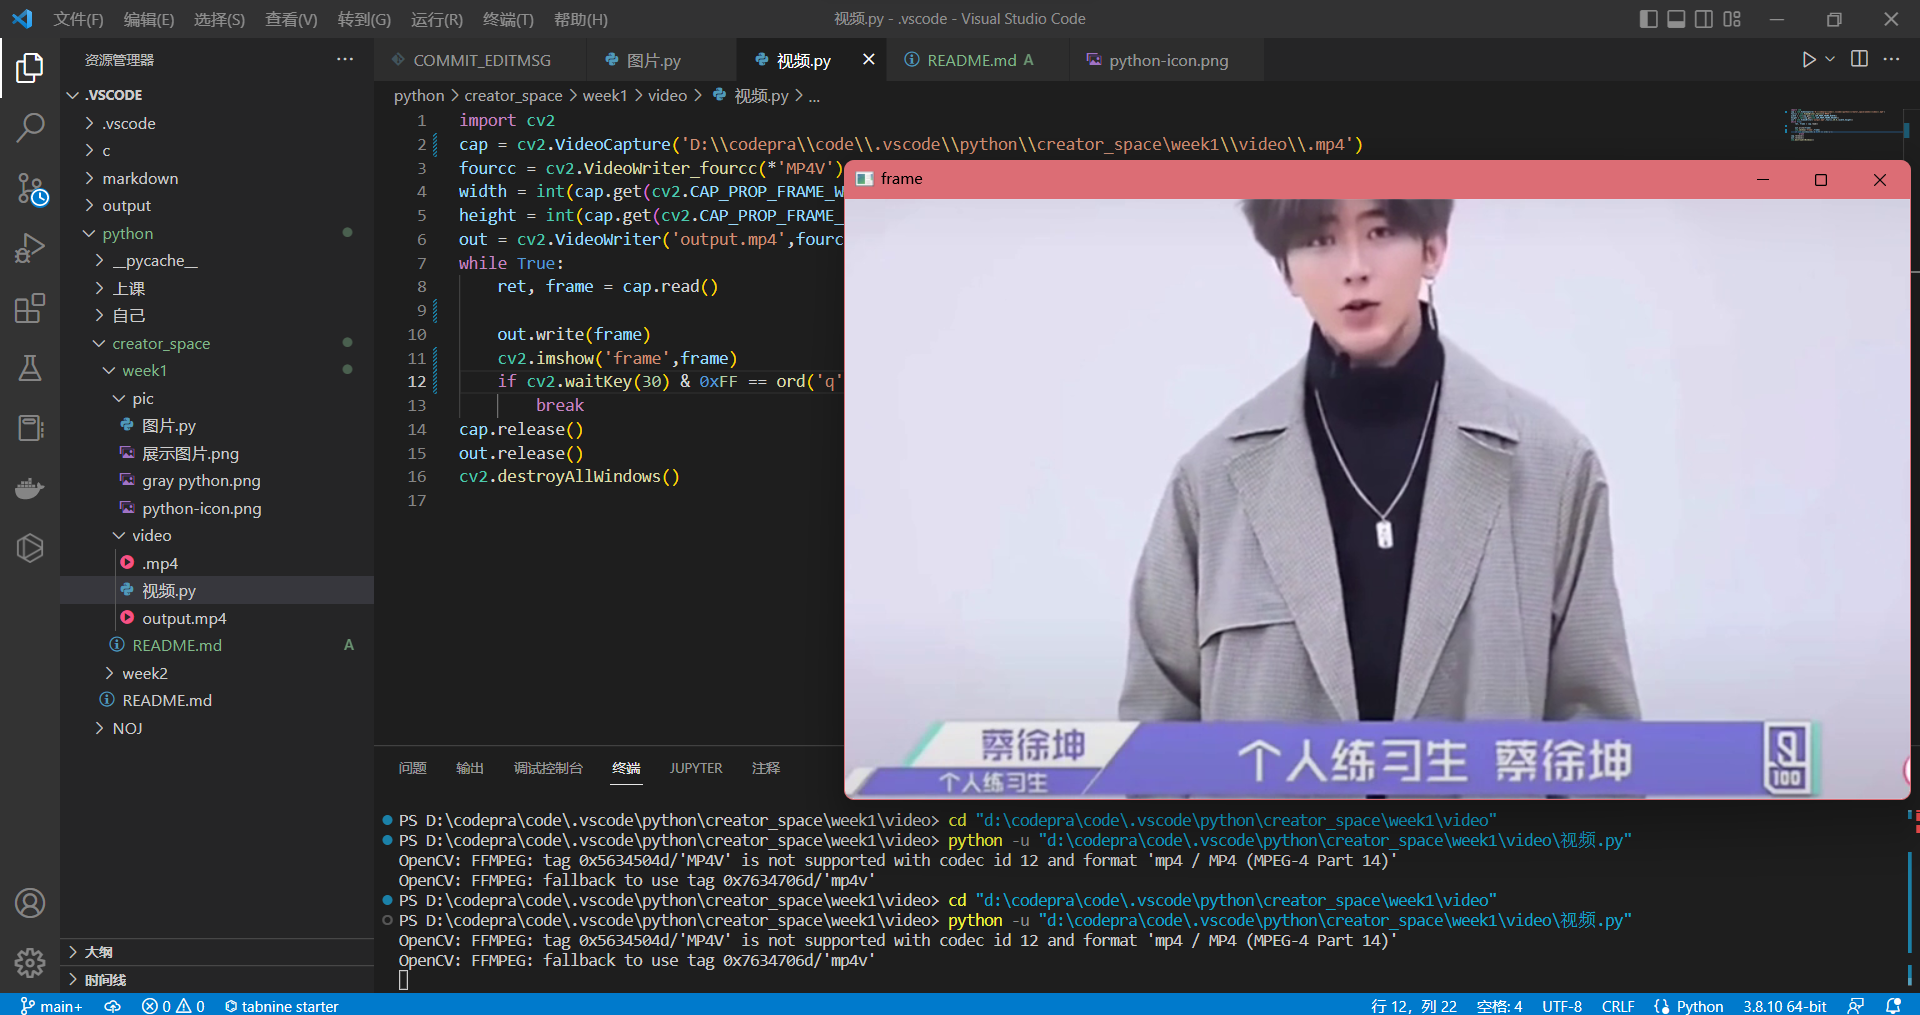 文件(F) 编辑(E) 选择(S) 查看(V) 转到(G) 运行(R) 终端(T) 帮助(H) 视频.py - .vscode - Visual Studio Code
资源管理器
COMMIT_EDITMSG 图片.py 视频.py README.md A python-icon.png
.VSCODE
.vscode
c
markdown
output
python
__pycache__
上课
自己
creator_space
week1
pic
图片.py
展示图片.png
gray python.png
python-icon.png
video
.mp4
视频.py
output.mp4
README.md A
week2
README.md
NOJ
大纲
时间线
python > creator_space > week1 > video > 视频.py > ...
1 import cv2
2 cap = cv2.VideoCapture('D:\\codepra\\code\\.vscode\\python\\creator_space\week1\\video\\.mp4')
3 fourcc = cv2.VideoWriter_fourcc(*'MP4V')
4 width = int(cap.get(cv2.CAP_PROP_FRAME_W
5 height = int(cap.get(cv2.CAP_PROP_FRAME_
6 out = cv2.VideoWriter('output.mp4',fourc
7 while True:
8 ret, frame = cap.read()
9
10 out.write(frame)
11 cv2.imshow('frame',frame)
12 if cv2.waitKey(30) & 0xFF == ord('q'
13 break
14 cap.release()
15 out.release()
16 cv2.destroyAllWindows()
17
frame
蔡徐坤
个人练习生
个人练习生 蔡徐坤
100
问题 输出 调试控制台 终端 JUPYTER 注释
PS D:\codepra\code\.vscode\python\creator_space\week1\video> cd "d:\codepra\code\.vscode\python\creator_space\week1\video"
PS D:\codepra\code\.vscode\python\creator_space\week1\video> python -u "d:\codepra\code\.vscode\python\creator_space\week1\video\视频.py"
OpenCV: FFMPEG: tag 0x5634504d/'MP4V' is not supported with codec id 12 and format 'mp4 / MP4 (MPEG-4 Part 14)'
OpenCV: FFMPEG: fallback to use tag 0x7634706d/'mp4v'
PS D:\codepra\code\.vscode\python\creator_space\week1\video> cd "d:\codepra\code\.vscode\python\creator_space\week1\video"
PS D:\codepra\code\.vscode\python\creator_space\week1\video> python -u "d:\codepra\code\.vscode\python\creator_space\week1\video\视频.py"
OpenCV: FFMPEG: tag 0x5634504d/'MP4V' is not supported with codec id 12 and format 'mp4 / MP4 (MPEG-4 Part 14)'
OpenCV: FFMPEG: fallback to use tag 0x7634706d/'mp4v'
main+ 0 0 tabnine starter 行 12，列 22 空格: 4 UTF-8 CRLF Python 3.8.10 64-bit